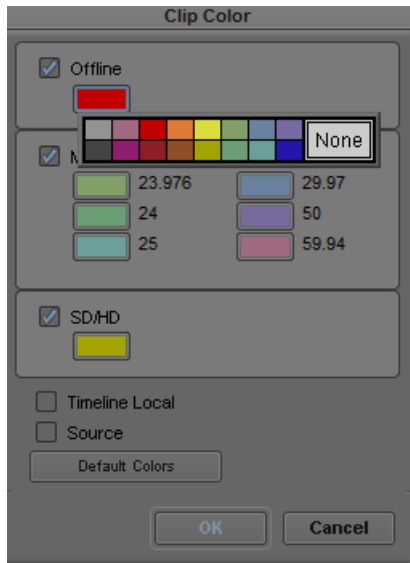 Clip Color
Offline
None
23.976 29.97
24 50
25 59.94
SD/HD
Timeline Local
Source
Default Colors
OK Cancel